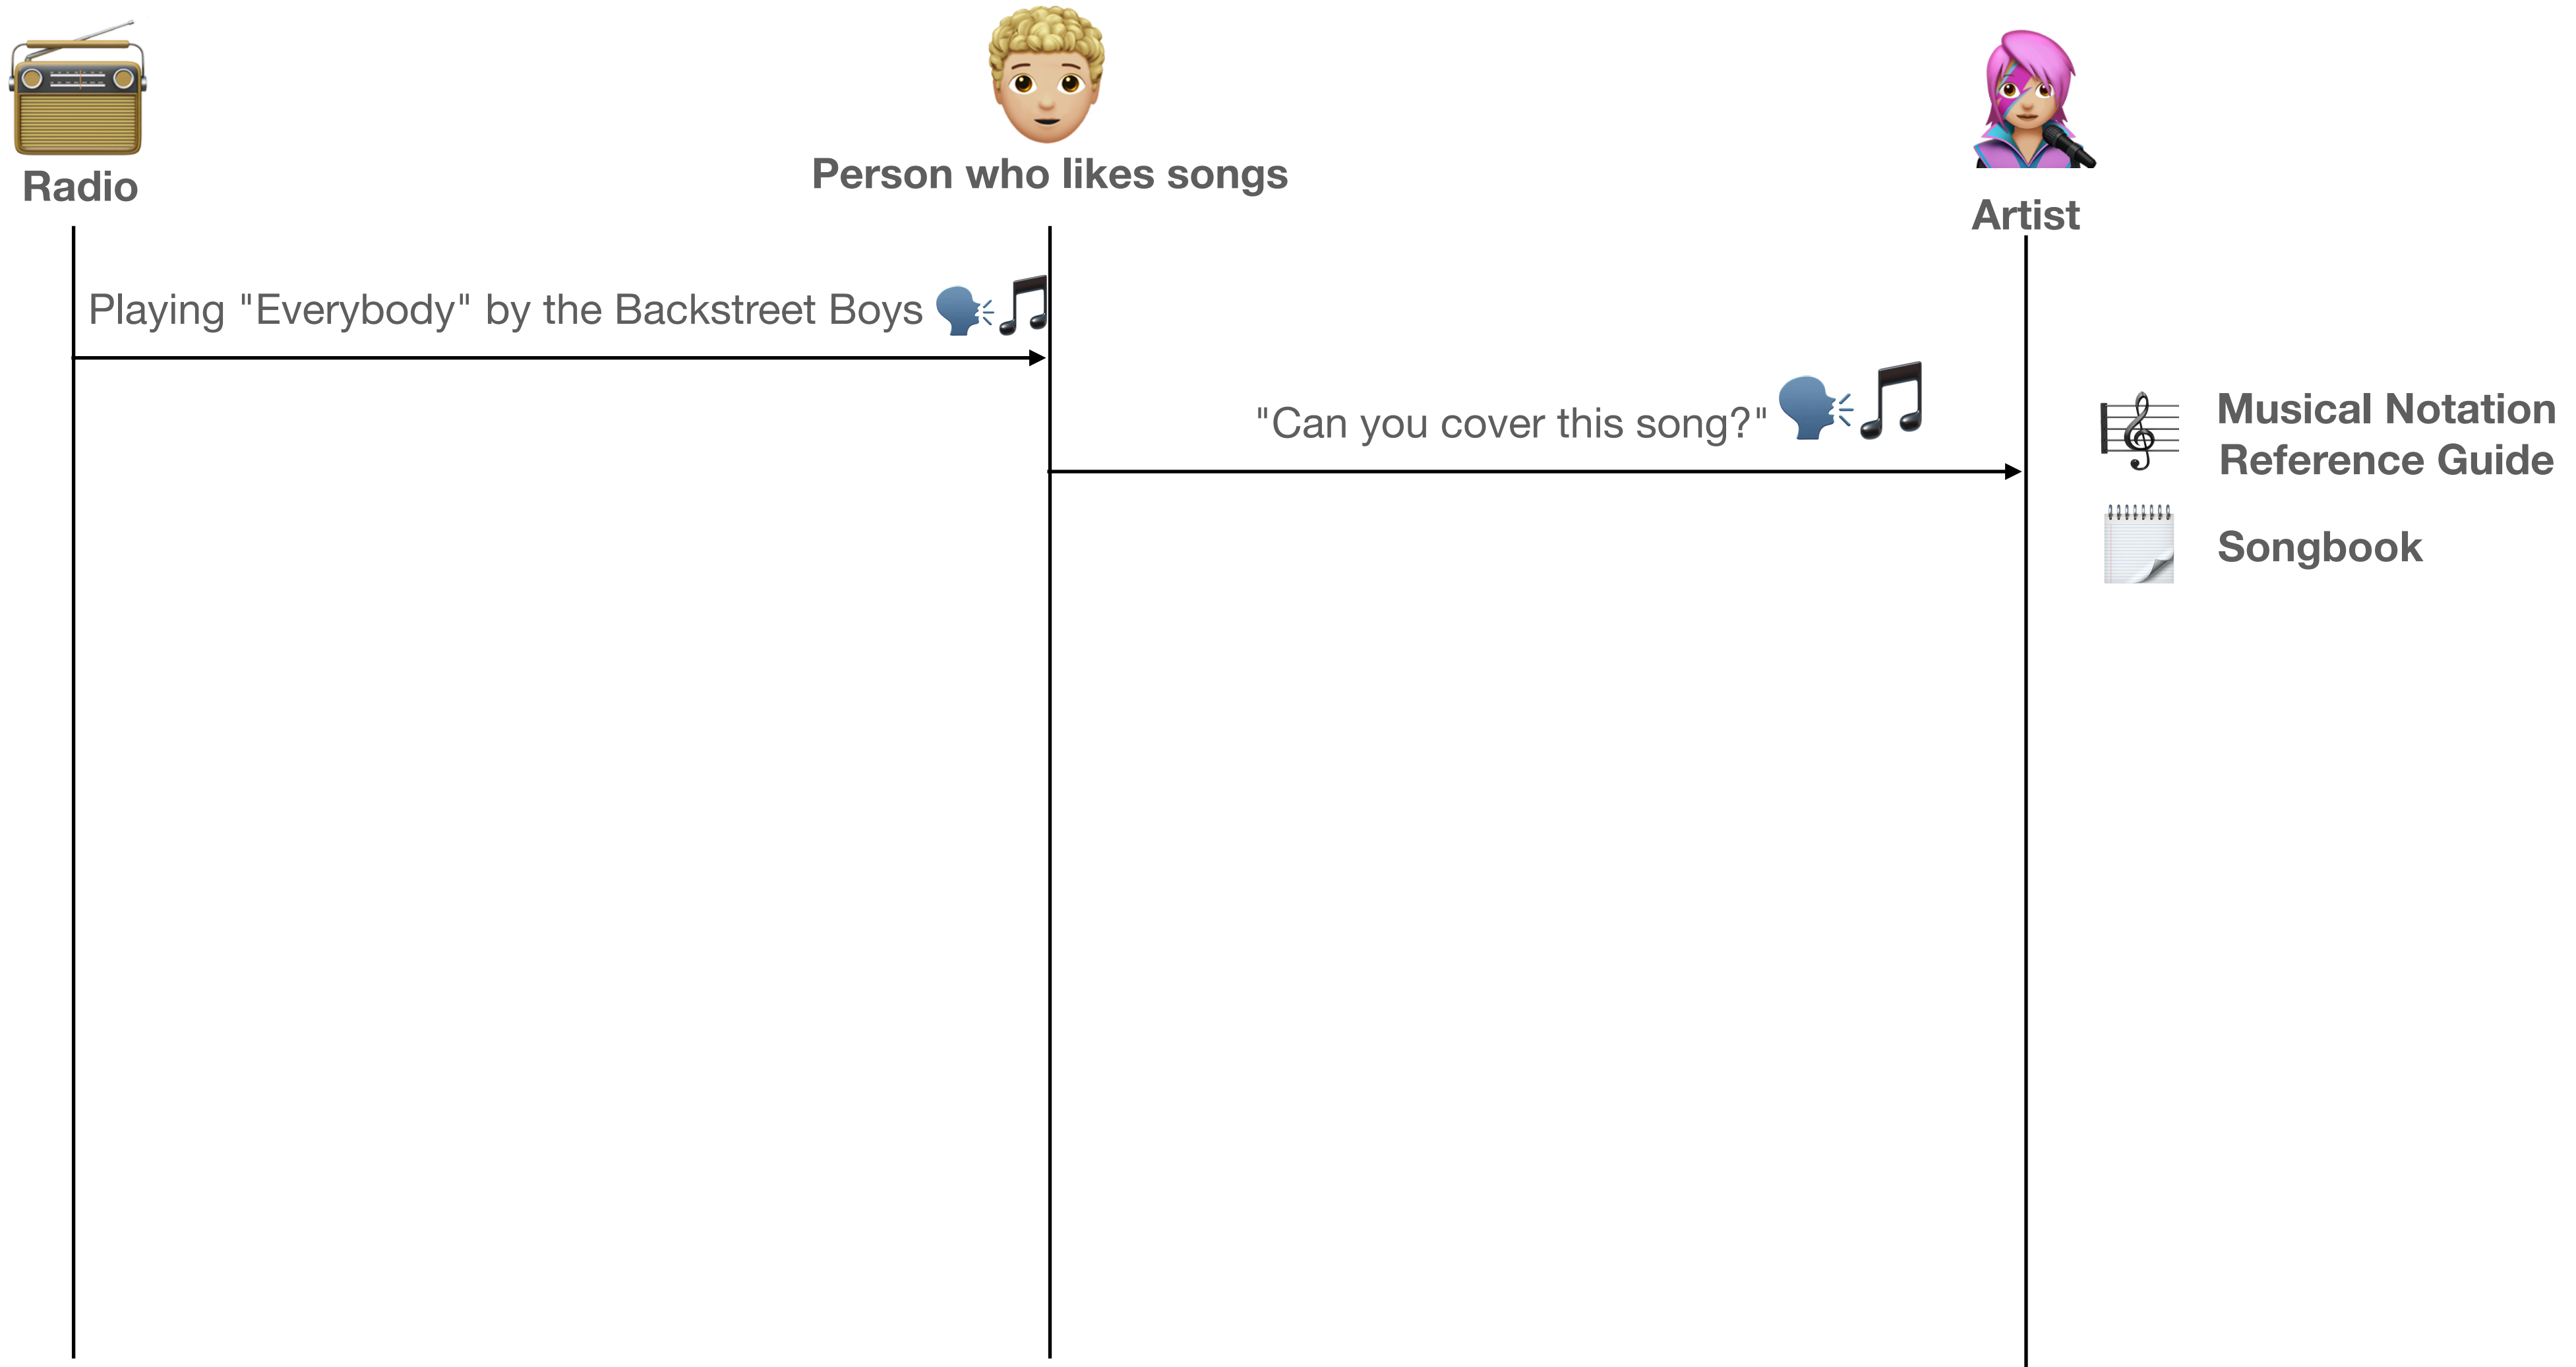 Radio
Person who likes songs
Artist
Playing "Everybody" by the Backstreet Boys
"Can you cover this song?"
Musical Notation
Reference Guide
Songbook